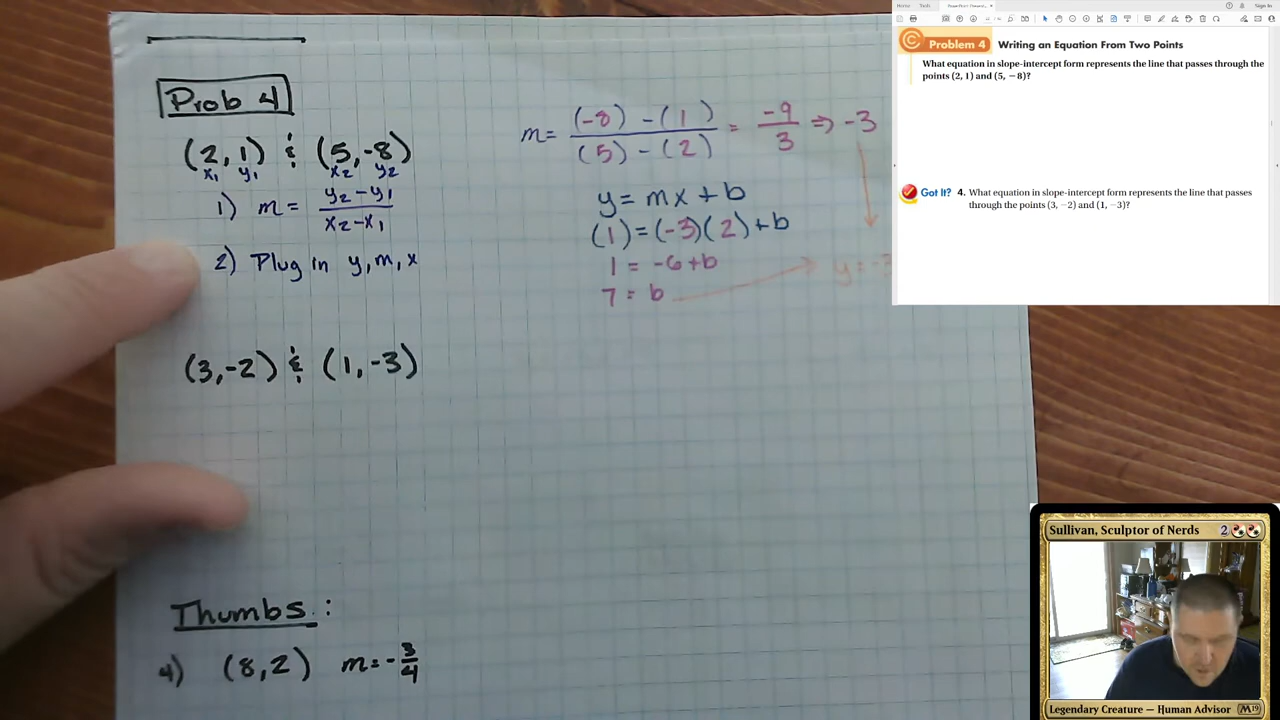 Prob 4
(2, 1) & (5, -8)
x₁ y₁ x₂ y₂
1) m = y₂-y₁ / x₂-x₁
2) Plug in y, m, x
(3, -2) & (1, -3)
Thumbs :
4) (8, 2) m = -3/4
m = (-8) - (1) / (5) - (2) = -9/3 ⇒ -3
y = mx + b
(1) = (-3)(2) + b
1 = -6 + b
7 = b
y = -
Problem 4 Writing an Equation From Two Points
What equation in slope-intercept form represents the line that passes through the
points (2, 1) and (5, −8)?
Got It? 4. What equation in slope-intercept form represents the line that passes
through the points (3, −2) and (1, −3)?
Sullivan, Sculptor of Nerds 2
Legendary Creature — Human Advisor M19